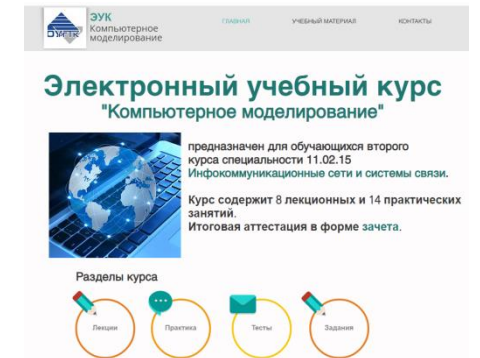 ЭУК
Компьютерное
моделирование
ГЛАВНАЯ УЧЕБНЫЙ МАТЕРИАЛ КОНТАКТЫ
Электронный учебный курс
"Компьютерное моделирование"
предназначен для обучающихся второго
курса специальности 11.02.15
Инфокоммуникационные сети и системы связи.
Курс содержит 8 лекционных и 14 практических
занятий.
Итоговая аттестация в форме зачета.
Разделы курса
Лекции Практика Тесты Задания